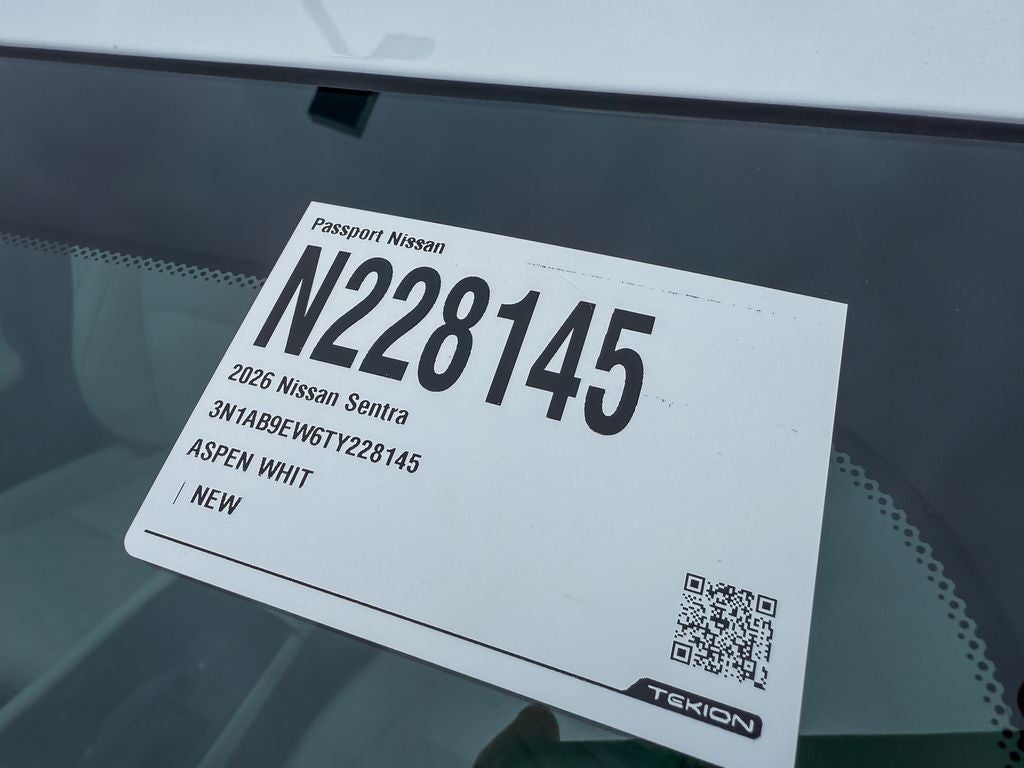 Passport Nissan
N228145
2026 Nissan Sentra
3N1AB9EW6TY228145
ASPEN WHIT
| NEW
TEKION